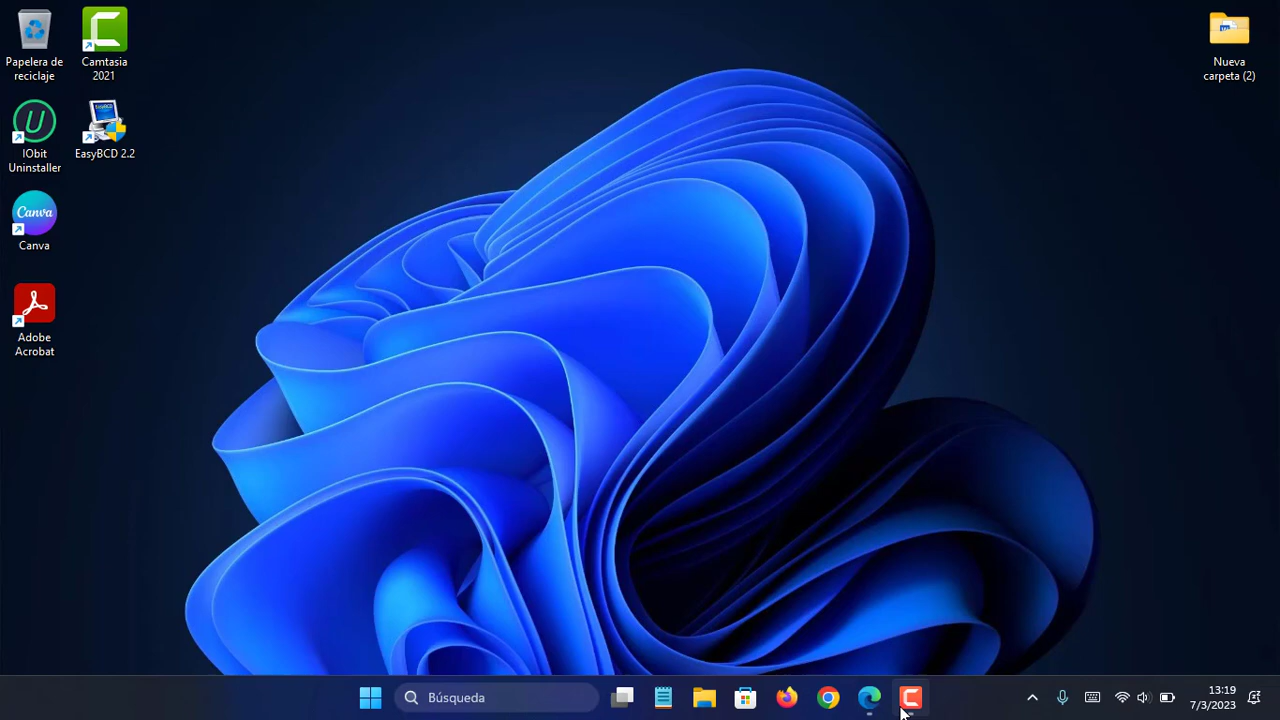 Papelera de
reciclaje
Camtasia
2021
Nueva
carpeta (2)
IObit
Uninstaller
EasyBCD
EasyBCD 2.2
Canva
Canva
Adobe
Acrobat
Búsqueda
13:19
7/3/2023